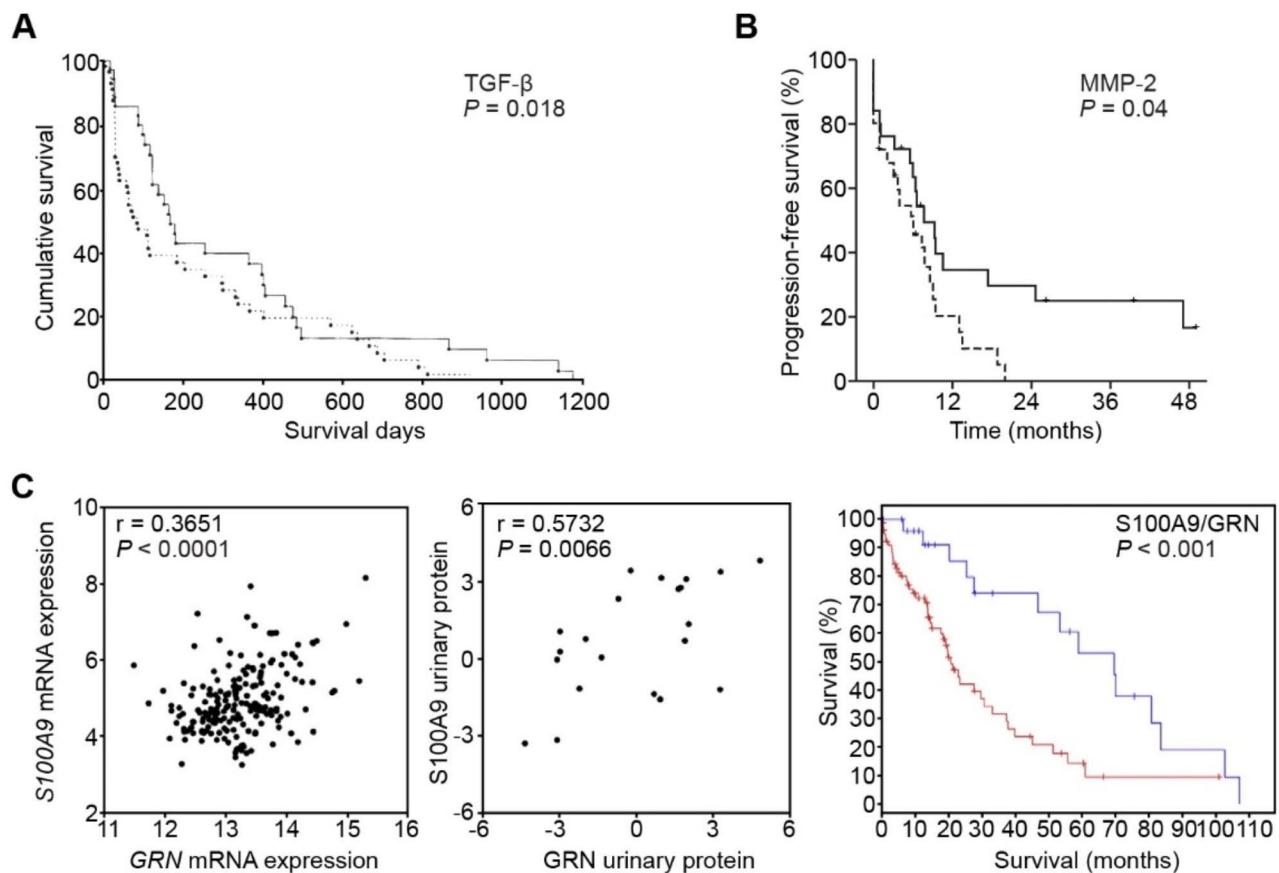 A
B
TGF-β
P = 0.018
MMP-2
P = 0.04
Cumulative survival
100
80
60
40
20
0
0 200 400 600 800 1000 1200
Survival days
Progression-free survival (%)
100
80
60
40
20
0
0 12 24 36 48
Time (months)
C
r = 0.3651
P < 0.0001
S100A9 mRNA expression
10
8
6
4
2
11 12 13 14 15 16
GRN mRNA expression
r = 0.5732
P = 0.0066
S100A9 urinary protein
6
3
0
-3
-6
-6 -3 0 3 6
GRN urinary protein
S100A9/GRN
P < 0.001
Survival (%)
100
90
80
70
60
50
40
30
20
10
0
0 10 20 30 40 50 60 70 80 90 100 110
Survival (months)